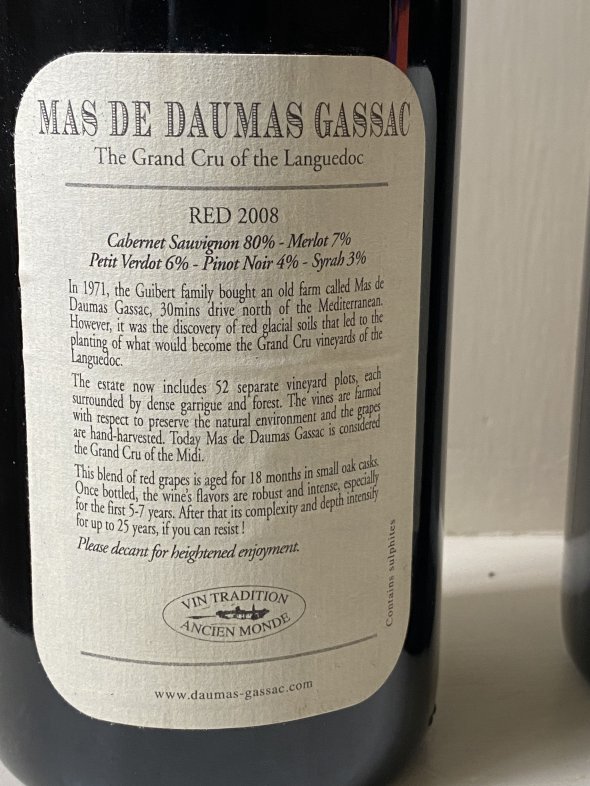 MAS DE DAUMAS GASSAC
The Grand Cru of the Languedoc
RED 2008
Cabernet Sauvignon 80% - Merlot 7%
Petit Verdot 6% - Pinot Noir 4% - Syrah 3%
In 1971, the Guibert family bought an old farm called Mas de
Daumas Gassac, 30mins drive north of the Mediterranean.
However, it was the discovery of red glacial soils that led to the
planting of what would become the Grand Cru vineyards of the
Languedoc.
The estate now includes 52 separate vineyard plots, each
surrounded by dense garrigue and forest. The vines are farmed
with respect to preserve the natural environment and the grapes
are hand-harvested. Today Mas de Daumas Gassac is considered
the Grand Cru of the Midi.
This blend of red grapes is aged for 18 months in small oak casks.
Once bottled, the wine's flavors are robust and intense, especially
for the first 5-7 years. After that its complexity and depth intensify
for up to 25 years, if you can resist !
Please decant for heightened enjoyment.
Contains sulphites
VIN TRADITION
ANCIEN MONDE
www.daumas-gassac.com